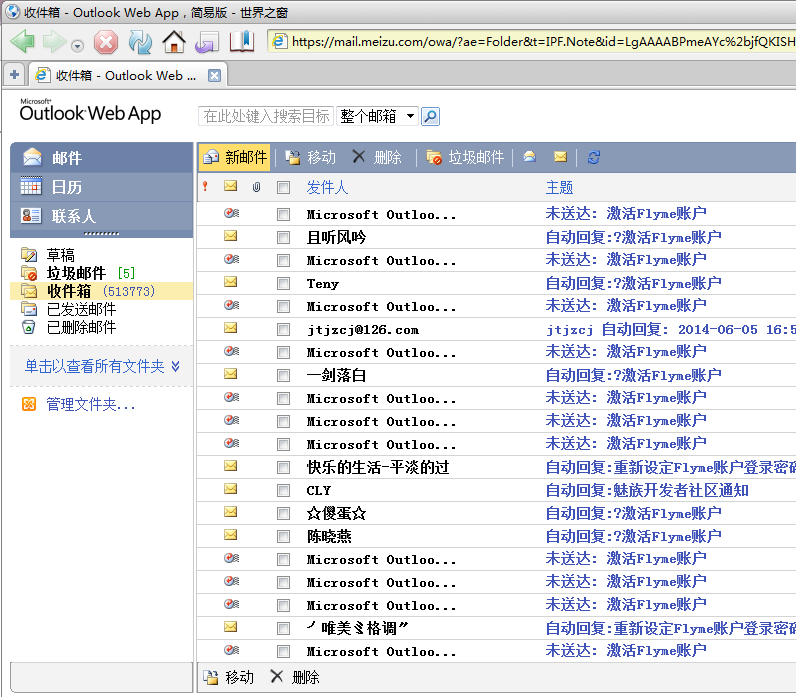 收件箱 - Outlook Web App，简易版 - 世界之窗
https://mail.meizu.com/owa/?ae=Folder&t=IPF.Note&id=LgAAAABPmeAYc%2bjfQKISH
收件箱 - Outlook Web ...
Microsoft®
Outlook Web App
在此处键入搜索目标 整个邮箱
邮件
日历
联系人
草稿
垃圾邮件 [5]
收件箱 (513773)
已发送邮件
已删除邮件
单击以查看所有文件夹
管理文件夹...
新邮件 移动 删除 垃圾邮件
发件人 主题
Microsoft Outloo... 未送达: 激活Flyme账户
且听风吟 自动回复:?激活Flyme账户
Microsoft Outloo... 未送达: 激活Flyme账户
Teny 自动回复:?激活Flyme账户
Microsoft Outloo... 未送达: 激活Flyme账户
jtjzcj@126.com jtjzcj 自动回复: 2014-06-05 16:5
Microsoft Outloo... 未送达: 激活Flyme账户
一剑落白 自动回复:?激活Flyme账户
Microsoft Outloo... 未送达: 激活Flyme账户
Microsoft Outloo... 未送达: 激活Flyme账户
Microsoft Outloo... 未送达: 激活Flyme账户
快乐的生活-平淡的过 自动回复:重新设定Flyme账户登录密码
CLY 自动回复:魅族开发者社区通知
☆傻蛋☆ 自动回复:?激活Flyme账户
陈晓燕 自动回复:?激活Flyme账户
Microsoft Outloo... 未送达: 激活Flyme账户
Microsoft Outloo... 未送达: 激活Flyme账户
Microsoft Outloo... 未送达: 激活Flyme账户
唯美 格调〞 自动回复:重新设定Flyme账户登录密码
Microsoft Outloo... 未送达: 激活Flyme账户
移动 删除